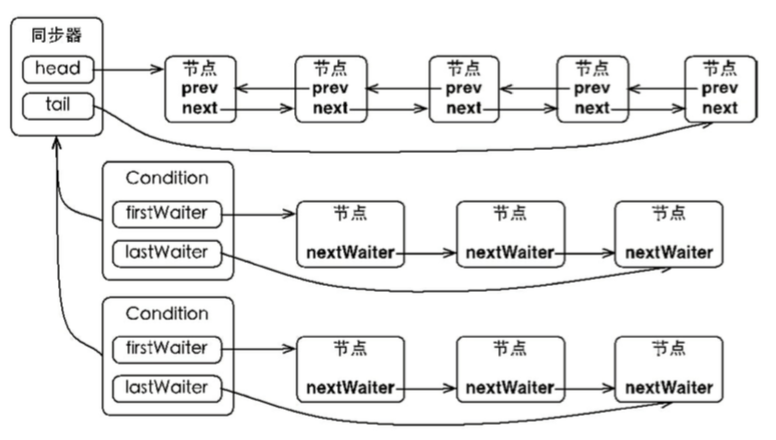 同步器
head
tail
节点
prev
next
节点
prev
next
节点
prev
next
节点
prev
next
节点
prev
next
Condition
firstWaiter
lastWaiter
节点
nextWaiter
节点
nextWaiter
节点
nextWaiter
Condition
firstWaiter
lastWaiter
节点
nextWaiter
节点
nextWaiter
节点
nextWaiter